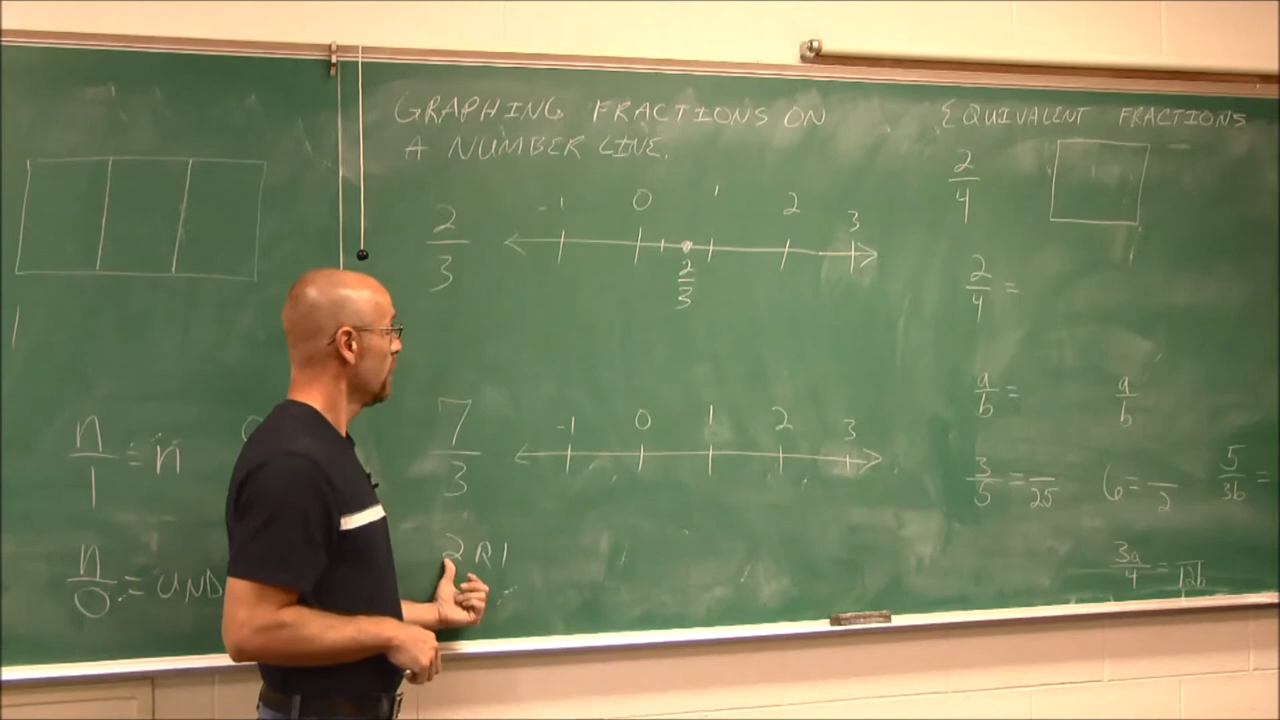 GRAPHING FRACTIONS ON
A NUMBER LINE.
2/3
-1 0 1 2 3
2/3
7/3
-1 0 1 2 3
2 R1
1
n/1 = n
n/0 = UND
EQUIVALENT FRACTIONS
2/4
2/4 =
a/b = a/b
3/5 = /25 6 = /2 5/3b =
3a/4 = /12b